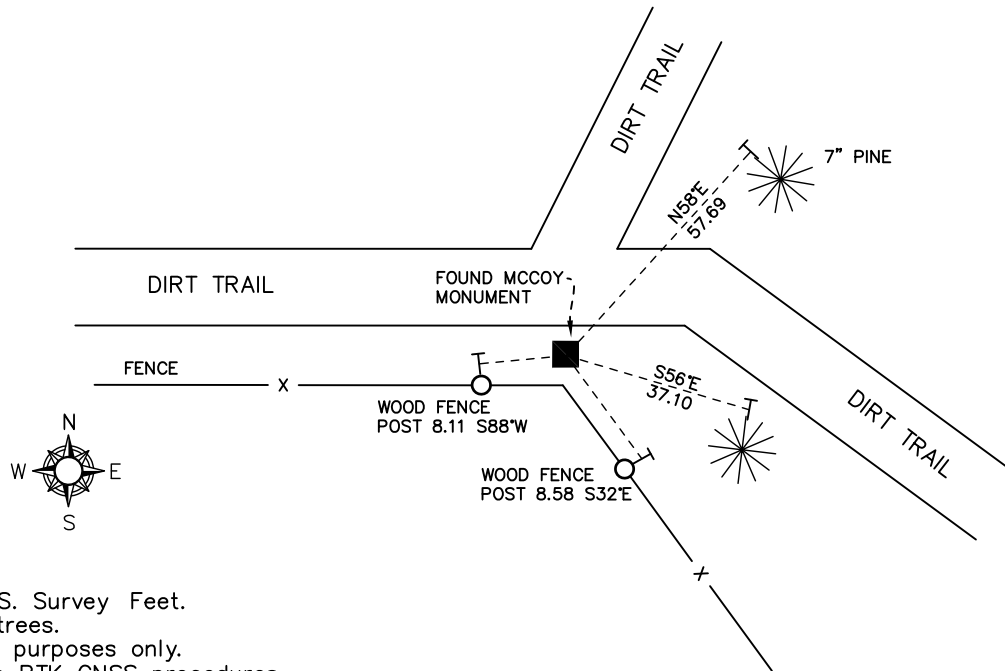 DIRT TRAIL
7" PINE
N58°E
57.69
DIRT TRAIL
FOUND MCCOY
MONUMENT
FENCE
X
S56°E
37.10
WOOD FENCE
POST 8.11 S88°W
DIRT TRAIL
N
W E
S
WOOD FENCE
POST 8.58 S32°E
X
S. Survey Feet.
trees.
purposes only.
RTK GNSS procedures